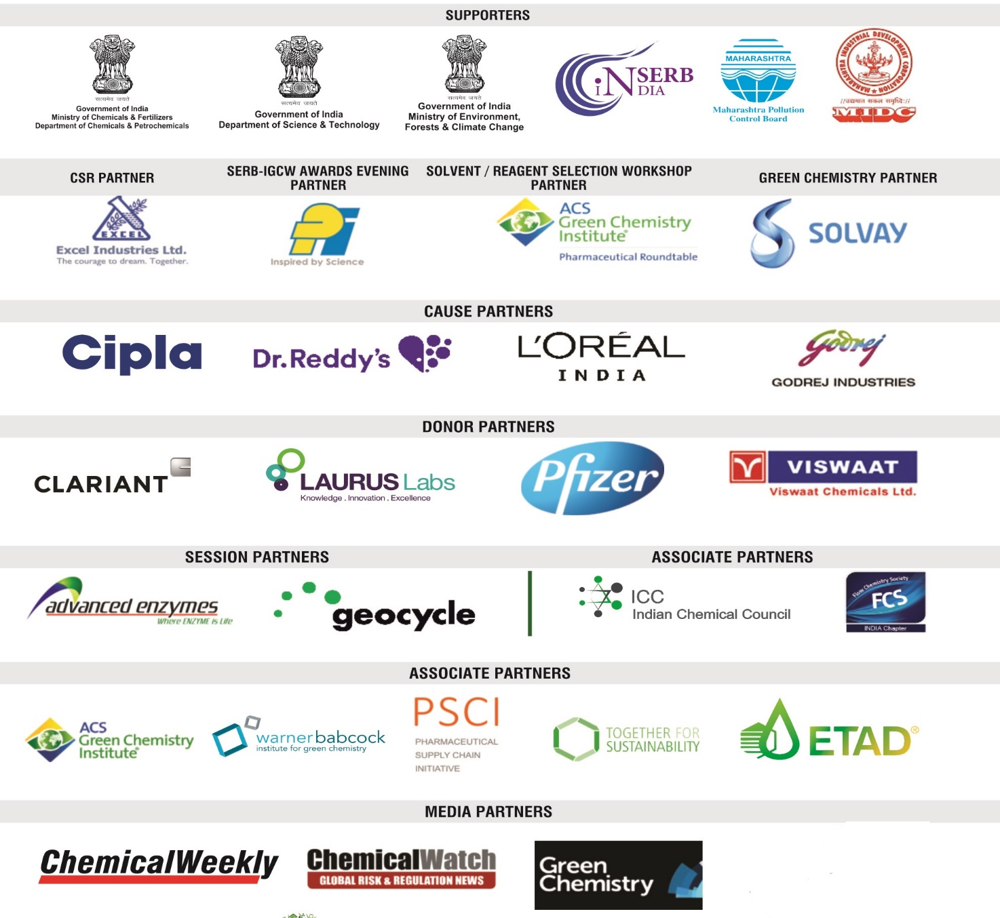 SUPPORTERS
सत्यमेव जयते
Government of India
Ministry of Chemicals & Fertilizers
Department of Chemicals & Petrochemicals
सत्यमेव जयते
Government of India
Department of Science & Technology
सत्यमेव जयते
Government of India
Ministry of Environment,
Forests & Climate Change
iNSERB
DIA
MAHARASHTRA
Maharashtra Pollution
Control Board
MAHARASHTRA INDUSTRIAL DEVELOPMENT CORPORATION
//उद्यमात सकल समृध्दि://
MIDC
CSR PARTNER
EXCEL
Excel Industries Ltd.
The courage to dream. Together.
SERB-IGCW AWARDS EVENING
PARTNER
PI
Inspired by Science
SOLVENT / REAGENT SELECTION WORKSHOP
PARTNER
ACS
Green Chemistry
Institute®
Pharmaceutical Roundtable
GREEN CHEMISTRY PARTNER
SOLVAY
CAUSE PARTNERS
Cipla
Dr.Reddy's
L'ORÉAL
INDIA
Godrej
GODREJ INDUSTRIES
DONOR PARTNERS
CLARIANT
LAURUS Labs
Knowledge . Innovation . Excellence
Pfizer
VISWAAT
Viswaat Chemicals Ltd.
SESSION PARTNERS
advanced enzymes
Where ENZYME is Life
geocycle
ASSOCIATE PARTNERS
ICC
Indian Chemical Council
Flow Chemistry Society
FCS
INDIA Chapter
ASSOCIATE PARTNERS
ACS
Green Chemistry
Institute®
warnerbabcock
institute for green chemistry
PSCI
PHARMACEUTICAL
SUPPLY CHAIN
INITIATIVE
TOGETHER FOR
SUSTAINABILITY
ETAD®
MEDIA PARTNERS
ChemicalWeekly
ChemicalWatch
GLOBAL RISK & REGULATION NEWS
Green
Chemistry